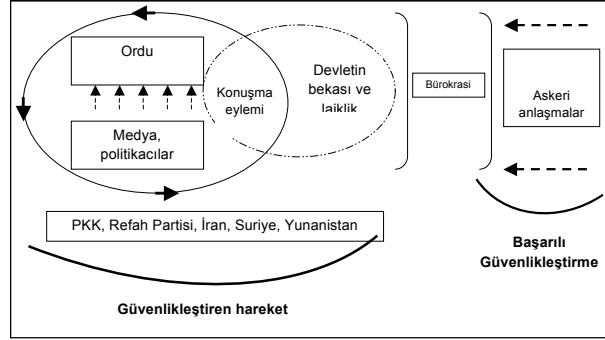 Ordu
Konuşma
eylemi
Devletin
bekası ve
laiklik
Bürokrasi
Askeri
anlaşmalar
Medya,
politikacılar
PKK, Refah Partisi, İran, Suriye, Yunanistan
Güvenlikleştiren hareket
Başarılı
Güvenlikleştirme